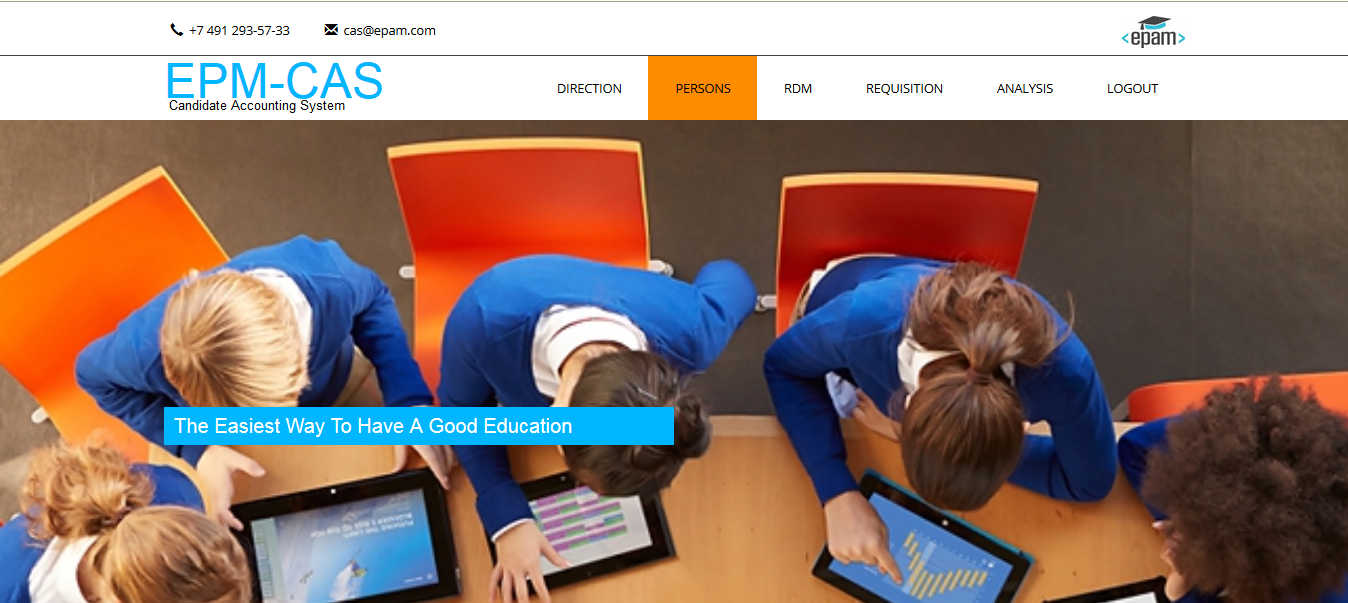 +7 491 293-57-33
cas@epam.com
<epam>
EPM-CAS
Candidate Accounting System
DIRECTION
PERSONS
RDM
REQUISITION
ANALYSIS
LOGOUT
The Easiest Way To Have A Good Education